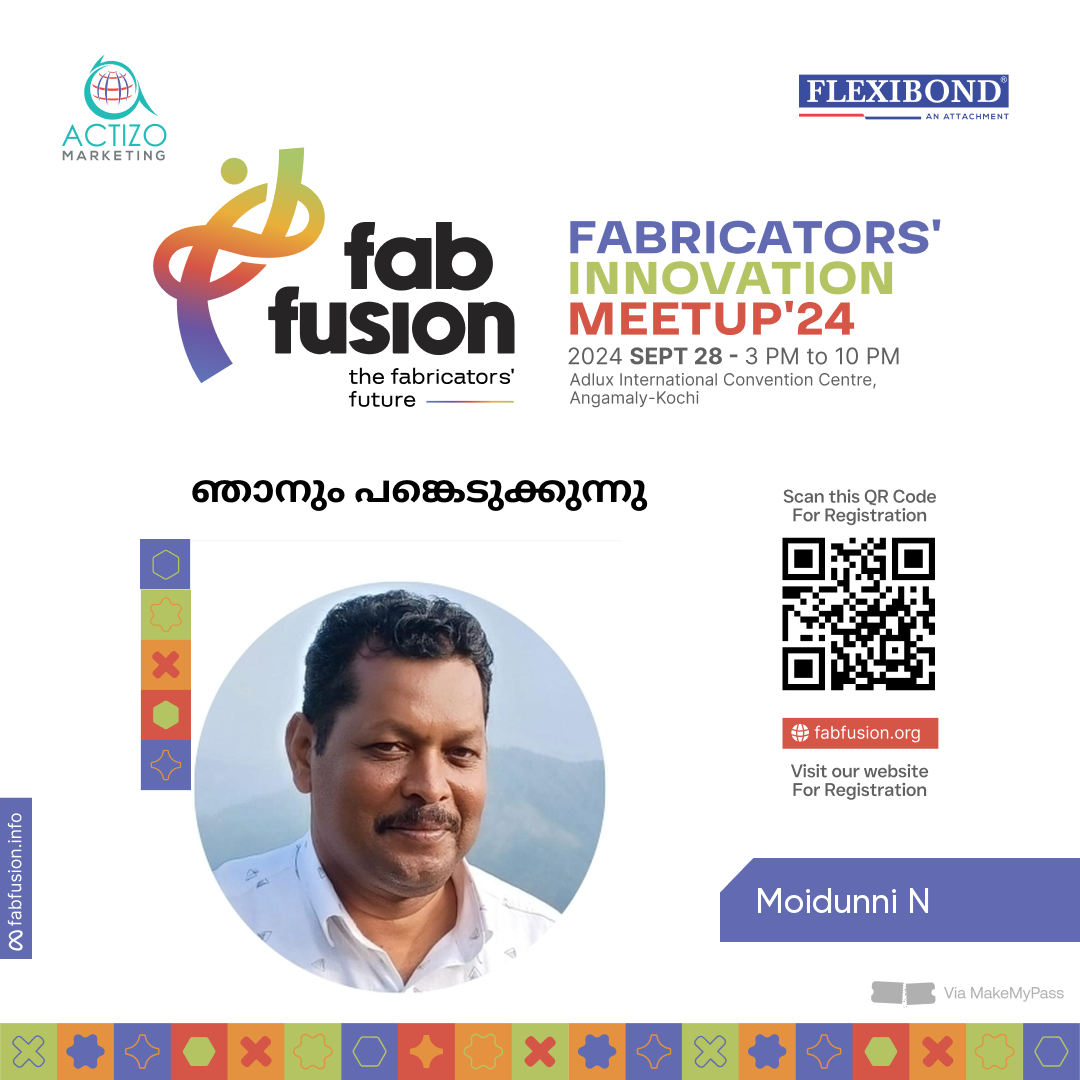 ACTIZO
MARKETING
FLEXIBOND®
AN ATTACHMENT
fab
fusion
the fabricators'
future
FABRICATORS'
INNOVATION
MEETUP'24
2024 SEPT 28 - 3 PM to 10 PM
Adlux International Convention Centre,
Angamaly-Kochi
ഞാനും പങ്കെടുക്കുന്നു
Scan this QR Code
For Registration
fabfusion.org
Visit our website
For Registration
fabfusion.info
Moidunni N
Via MakeMyPass